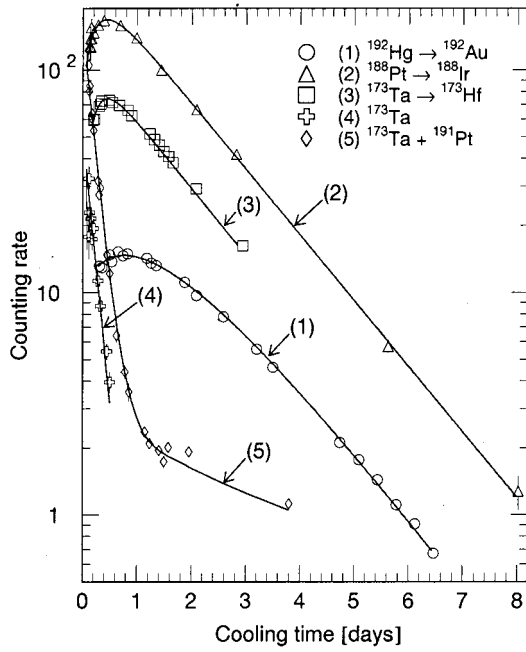 10²
10
1
Counting rate
(1) ¹⁹²Hg → ¹⁹²Au
(2) ¹⁸⁸Pt → ¹⁸⁸Ir
(3) ¹⁷³Ta → ¹⁷³Hf
(4) ¹⁷³Ta
(5) ¹⁷³Ta + ¹⁹¹Pt
(2)
(3)
(4)
(1)
(5)
0 1 2 3 4 5 6 7 8
Cooling time [days]